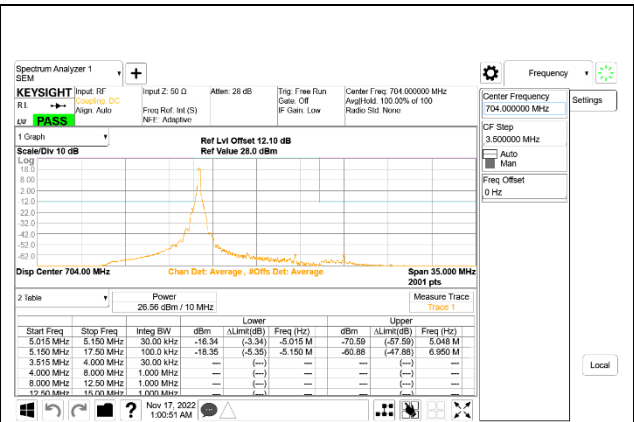 Spectrum Analyzer 1
SEM
Frequency
KEYSIGHT Input: RF Input Z: 50 Ω Atten: 28 dB Trig: Free Run Center Freq: 704.000000 MHz
R L Coupling: DC Gate: Off Avg|Hold: 100.00% of 100
Align: Auto Freq Ref: Int (S) IF Gain: Low Radio Std: None
PASS NFE: Adaptive
Center Frequency
704.000000 MHz
Settings
CF Step
3.500000 MHz
Auto
Man
Freq Offset
0 Hz
Local
1 Graph
Scale/Div 10 dB
Ref Lvl Offset 12.10 dB
Ref Value 28.0 dBm
Log
18.0
8.00
2.00
12.0
-22.0
-32.0
-42.0
-52.0
-62.0
Disp Center 704.00 MHz Chan Det: Average , #Offs Det: Average Span 35.000 MHz
2001 pts
2 Table
Power
26.56 dBm / 10 MHz
Measure Trace
Trace 1
Lower Upper
Start Freq Stop Freq Integ BW dBm ΔLimit(dB) Freq (Hz) dBm ΔLimit(dB) Freq (Hz)
5.015 MHz 5.150 MHz 30.00 kHz -16.34 (-3.34) -5.015 M -70.59 (-57.59) 5.048 M
5.150 MHz 17.50 MHz 100.0 kHz -18.35 (-5.35) -5.150 M -60.88 (-47.88) 6.950 M
3.515 MHz 4.000 MHz 30.00 kHz --- (---) --- --- (---) ---
4.000 MHz 8.000 MHz 1.000 MHz --- (---) --- --- (---) ---
8.000 MHz 12.50 MHz 1.000 MHz --- (---) --- --- (---) ---
12.50 MHz 15.00 MHz 1.000 MHz --- (---) --- --- (---) ---
? Nov 17, 2022
1:00:51 AM